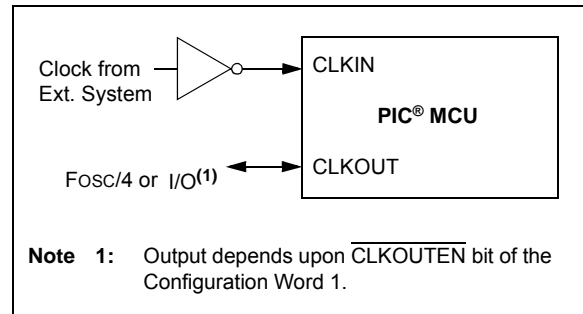 Clock from
Ext. System
CLKIN
PIC® MCU
FOSC/4 or I/O(1)
CLKOUT
Note 1: Output depends upon CLKOUTEN bit of the
Configuration Word 1.